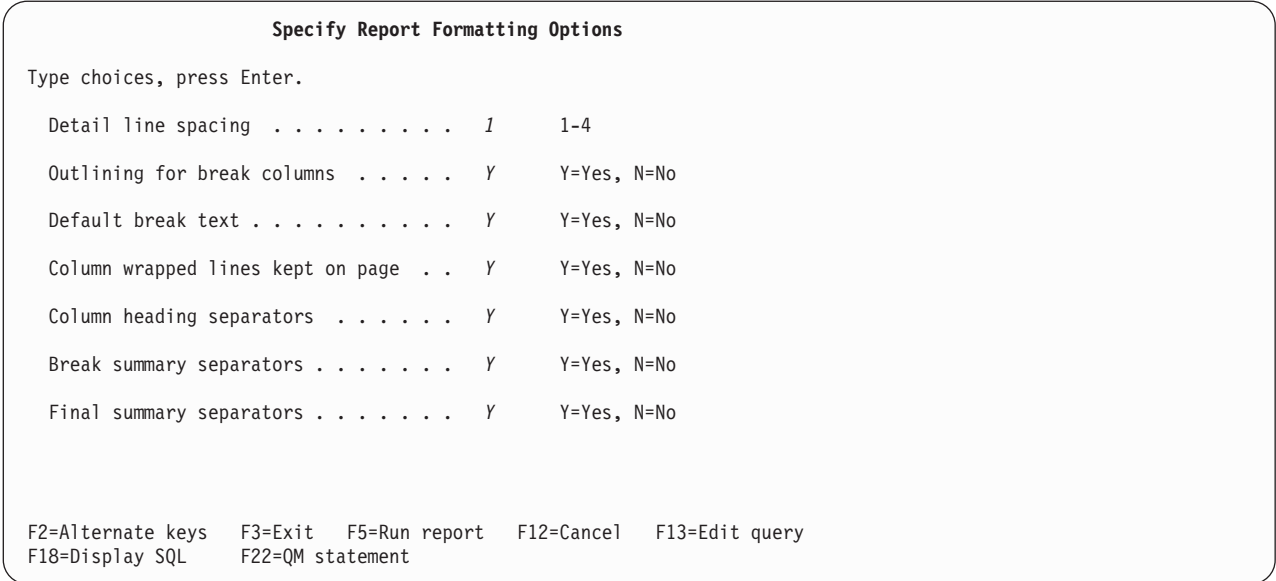 Specify Report Formatting Options
Type choices, press Enter.
Detail line spacing . . . . . . . . . 1 1-4
Outlining for break columns . . . . . Y Y=Yes, N=No
Default break text . . . . . . . . . . Y Y=Yes, N=No
Column wrapped lines kept on page . . Y Y=Yes, N=No
Column heading separators . . . . . . Y Y=Yes, N=No
Break summary separators . . . . . . . Y Y=Yes, N=No
Final summary separators . . . . . . . Y Y=Yes, N=No
F2=Alternate keys F3=Exit F5=Run report F12=Cancel F13=Edit query
F18=Display SQL F22=QM statement